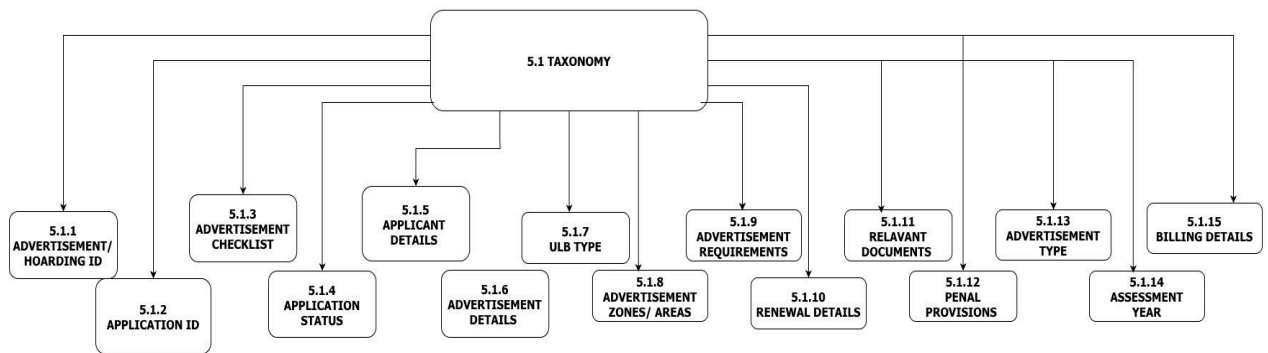 5.1 TAXONOMY
5.1.1
ADVERTISEMENT/
HOARDING ID
5.1.2
APPLICATION ID
5.1.3
ADVERTISEMENT
CHECKLIST
5.1.4
APPLICATION
STATUS
5.1.5
APPLICANT
DETAILS
5.1.6
ADVERTISEMENT
DETAILS
5.1.7
ULB TYPE
5.1.8
ADVERTISEMENT
ZONES/ AREAS
5.1.9
ADVERTISEMENT
REQUIREMENTS
5.1.10
RENEWAL DETAILS
5.1.11
RELAVANT
DOCUMENTS
5.1.12
PENAL
PROVISIONS
5.1.13
ADVERTISEMENT
TYPE
5.1.14
ASSESSMENT
YEAR
5.1.15
BILLING DETAILS